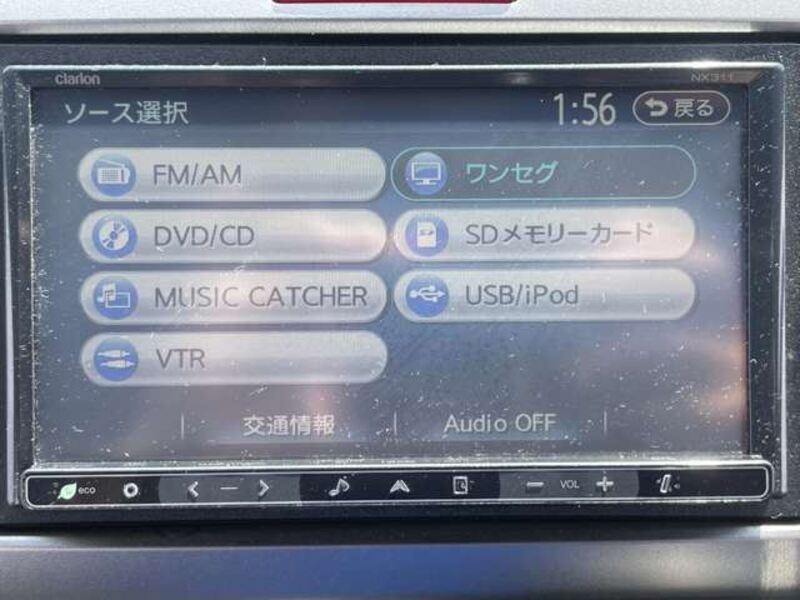 clarion NX311
ソース選択 1:56 戻る
FM/AM ワンセグ
DVD/CD SDメモリーカード
MUSIC CATCHER USB/iPod
VTR
交通情報 Audio OFF
eco VOL